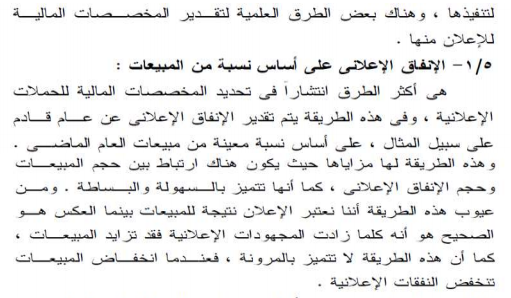 لتنفيذها ، وهناك بعض الطرق العلمية لتقدير المخصصات المالية
للإعلان منها .
١/٥- الإنفاق الإعلانى على أساس نسبة من المبيعات :
هى أكثر الطرق انتشاراً فى تحديد المخصصات المالية للحملات
الإعلانية ، وفى هذه الطريقة يتم تقدير الإنفاق الإعلانى عن عام قادم
على سبيل المثال ، على أساس نسبة معينة من مبيعات العام الماضى .
وهذه الطريقة لها مزاياها حيث يكون هناك ارتباط بين حجم المبيعات
وحجم الإنفاق الإعلانى ، كما أنها تتميز بالسهولة والبساطة . ومن
عيوب هذه الطريقة أننا نعتبر الإعلان نتيجة للمبيعات بينما العكس هو
الصحيح هو أنه كلما زادت المجهودات الإعلانية فقد تزايد المبيعات ،
كما أن هذه الطريقة لا تتميز بالمرونة ، فعندما انخفاض المبيعات
تنخفض النفقات الإعلانية .